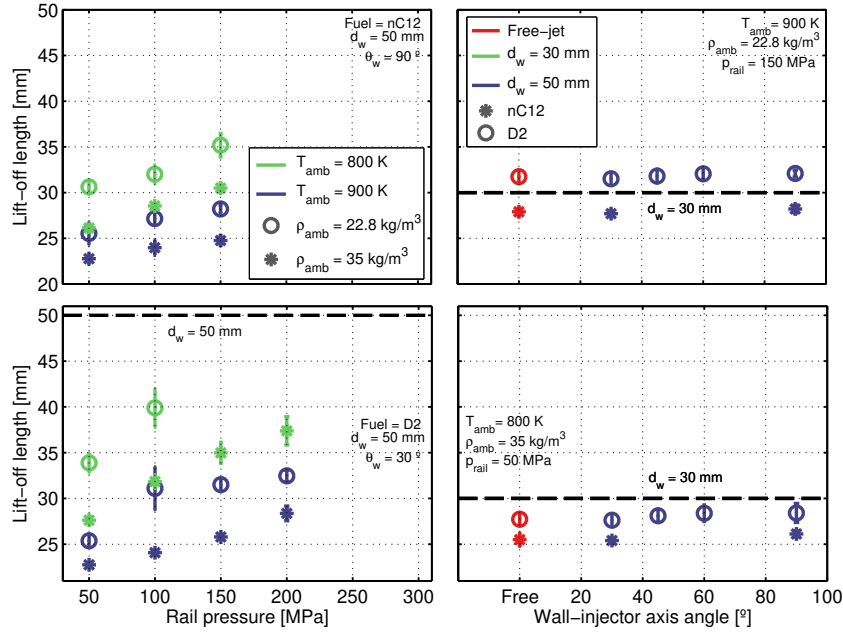 50
45
40
35
30
25
20
Lift−off length [mm]
Fuel = nC12
d_w = 50 mm
θ_w = 90 º
T_amb = 800 K
T_amb = 900 K
ρ_amb = 22.8 kg/m^3
ρ_amb = 35 kg/m^3
Free−jet
d_w = 30 mm
d_w = 50 mm
nC12
D2
T_amb = 900 K
ρ_amb = 22.8 kg/m^3
p_rail = 150 MPa
d_w = 30 mm
50
45
40
35
30
25
Lift−off length [mm]
d_w = 50 mm
Fuel = D2
d_w = 50 mm
θ_w = 30 º
50
100
150
200
250
300
Rail pressure [MPa]
T_amb = 800 K
ρ_amb = 35 kg/m^3
p_rail = 50 MPa
d_w = 30 mm
Free
20
40
60
80
100
Wall−injector axis angle [º]